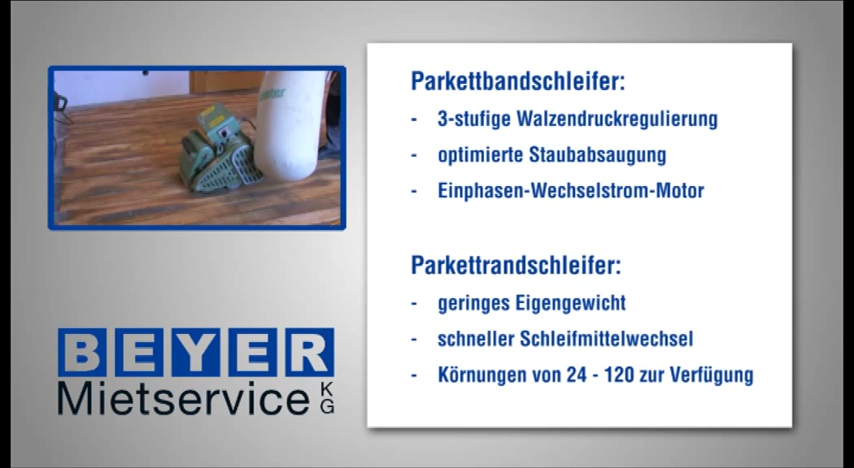 Parkettbandschleifer:
- 3-stufige Walzendruckregulierung
- optimierte Staubabsaugung
- Einphasen-Wechselstrom-Motor
Parkettrandschleifer:
- geringes Eigengewicht
- schneller Schleifmittelwechsel
- Körnungen von 24 - 120 zur Verfügung
BEYER
Mietservice KG